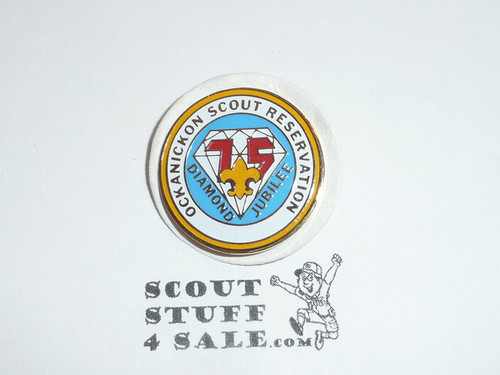 OCKANICKON SCOUT RESERVATION
75
DIAMOND JUBILEE
SCOUT
STUFF
4 SALE.COM